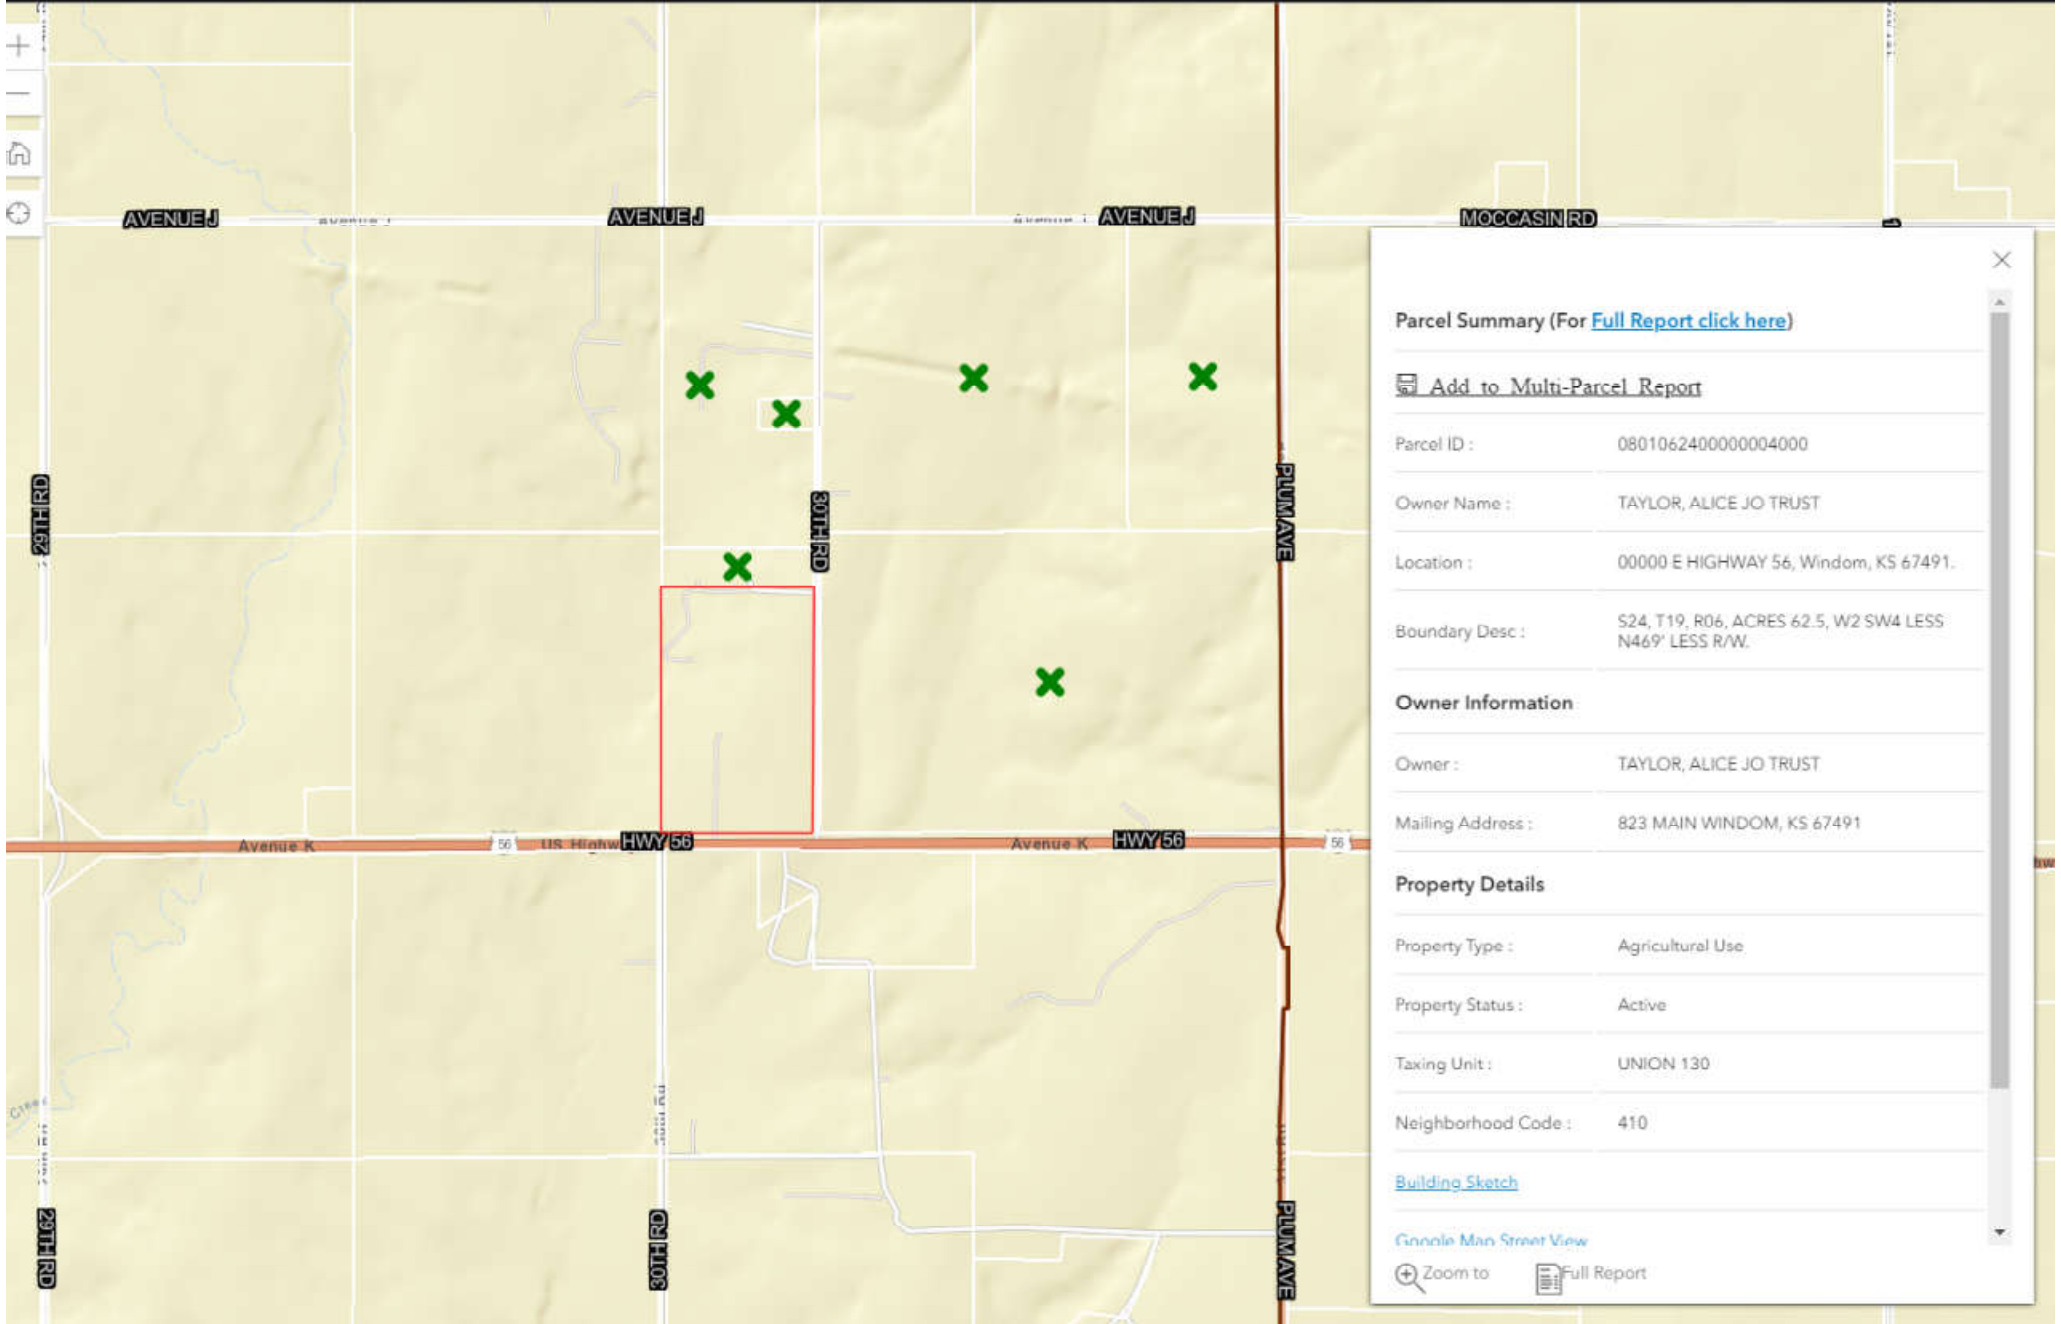 AVENUE J
AVENUE J
AVENUE J
MOCCASIN RD
1
29TH RD
30TH RD
PLUM AVE
Avenue K
56
US Highw
HWY 56
Avenue K
HWY 56
56
29TH RD
30TH RD
PLUM AVE
Parcel Summary (For Full Report click here)
Add to Multi-Parcel Report
Parcel ID : 0801062400000004000
Owner Name : TAYLOR, ALICE JO TRUST
Location : 00000 E HIGHWAY 56, Windom, KS 67491.
Boundary Desc : S24, T19, R06, ACRES 62.5, W2 SW4 LESS
N469' LESS R/W.
Owner Information
Owner : TAYLOR, ALICE JO TRUST
Mailing Address : 823 MAIN WINDOM, KS 67491
Property Details
Property Type : Agricultural Use
Property Status : Active
Taxing Unit : UNION 130
Neighborhood Code : 410
Building Sketch
Google Map Street View
Zoom to
Full Report